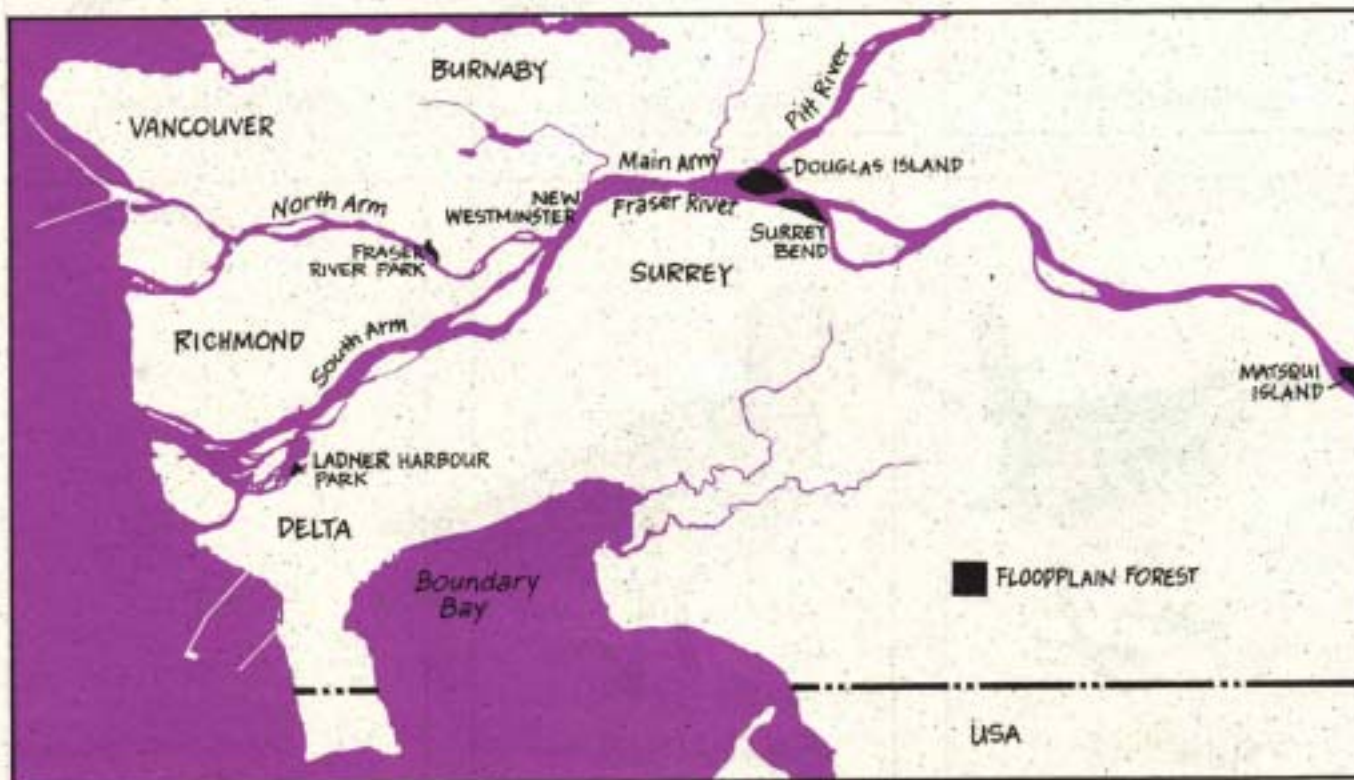 BURNABY
VANCOUVER
Pitt River
Main Arm
DOUGLAS ISLAND
North Arm
NEW
WESTMINSTER
Fraser River
FRASER
RIVER PARK
SURREY
BEND
SURREY
RICHMOND
South Arm
MATSQUI
ISLAND
LADNER HARBOUR
PARK
DELTA
Boundary
Bay
FLOODPLAIN FOREST
USA